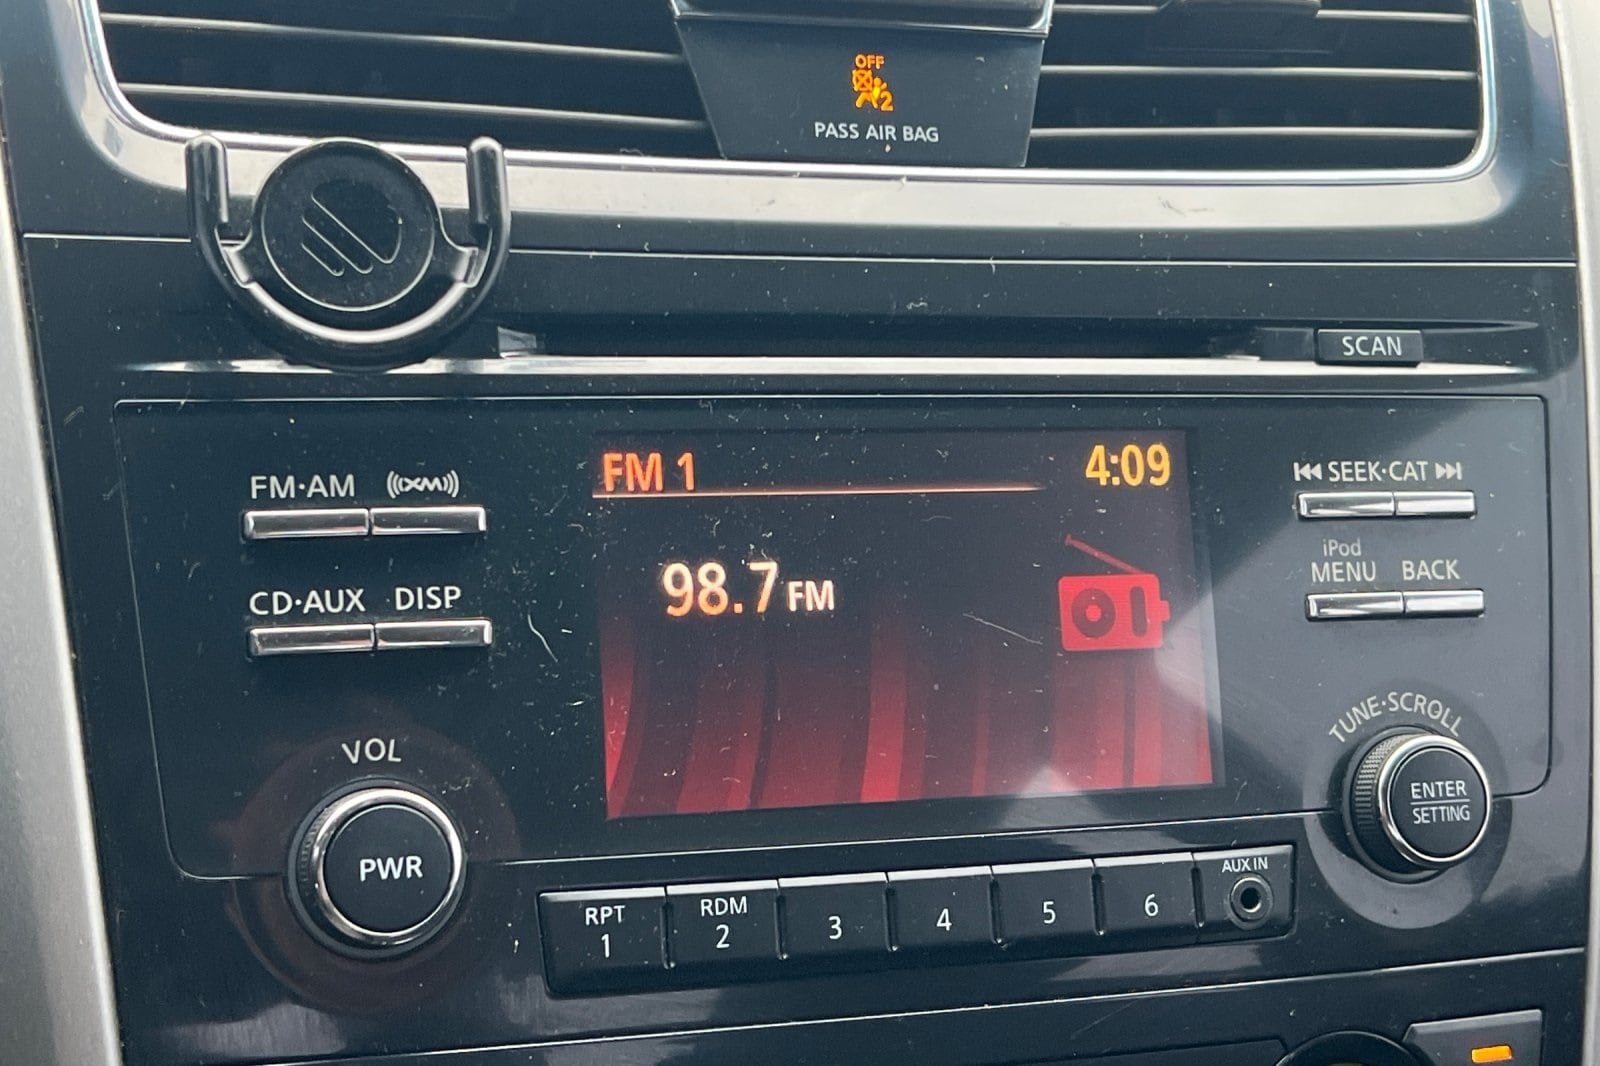 OFF
2
PASS AIR BAG
SCAN
FM 1 4:09
FM·AM ((XM))
SEEK·CAT
98.7 FM
iPod
MENU BACK
CD·AUX DISP
TUNE·SCROLL
VOL
ENTER
SETTING
PWR
AUX IN
RPT RDM
1 2 3 4 5 6